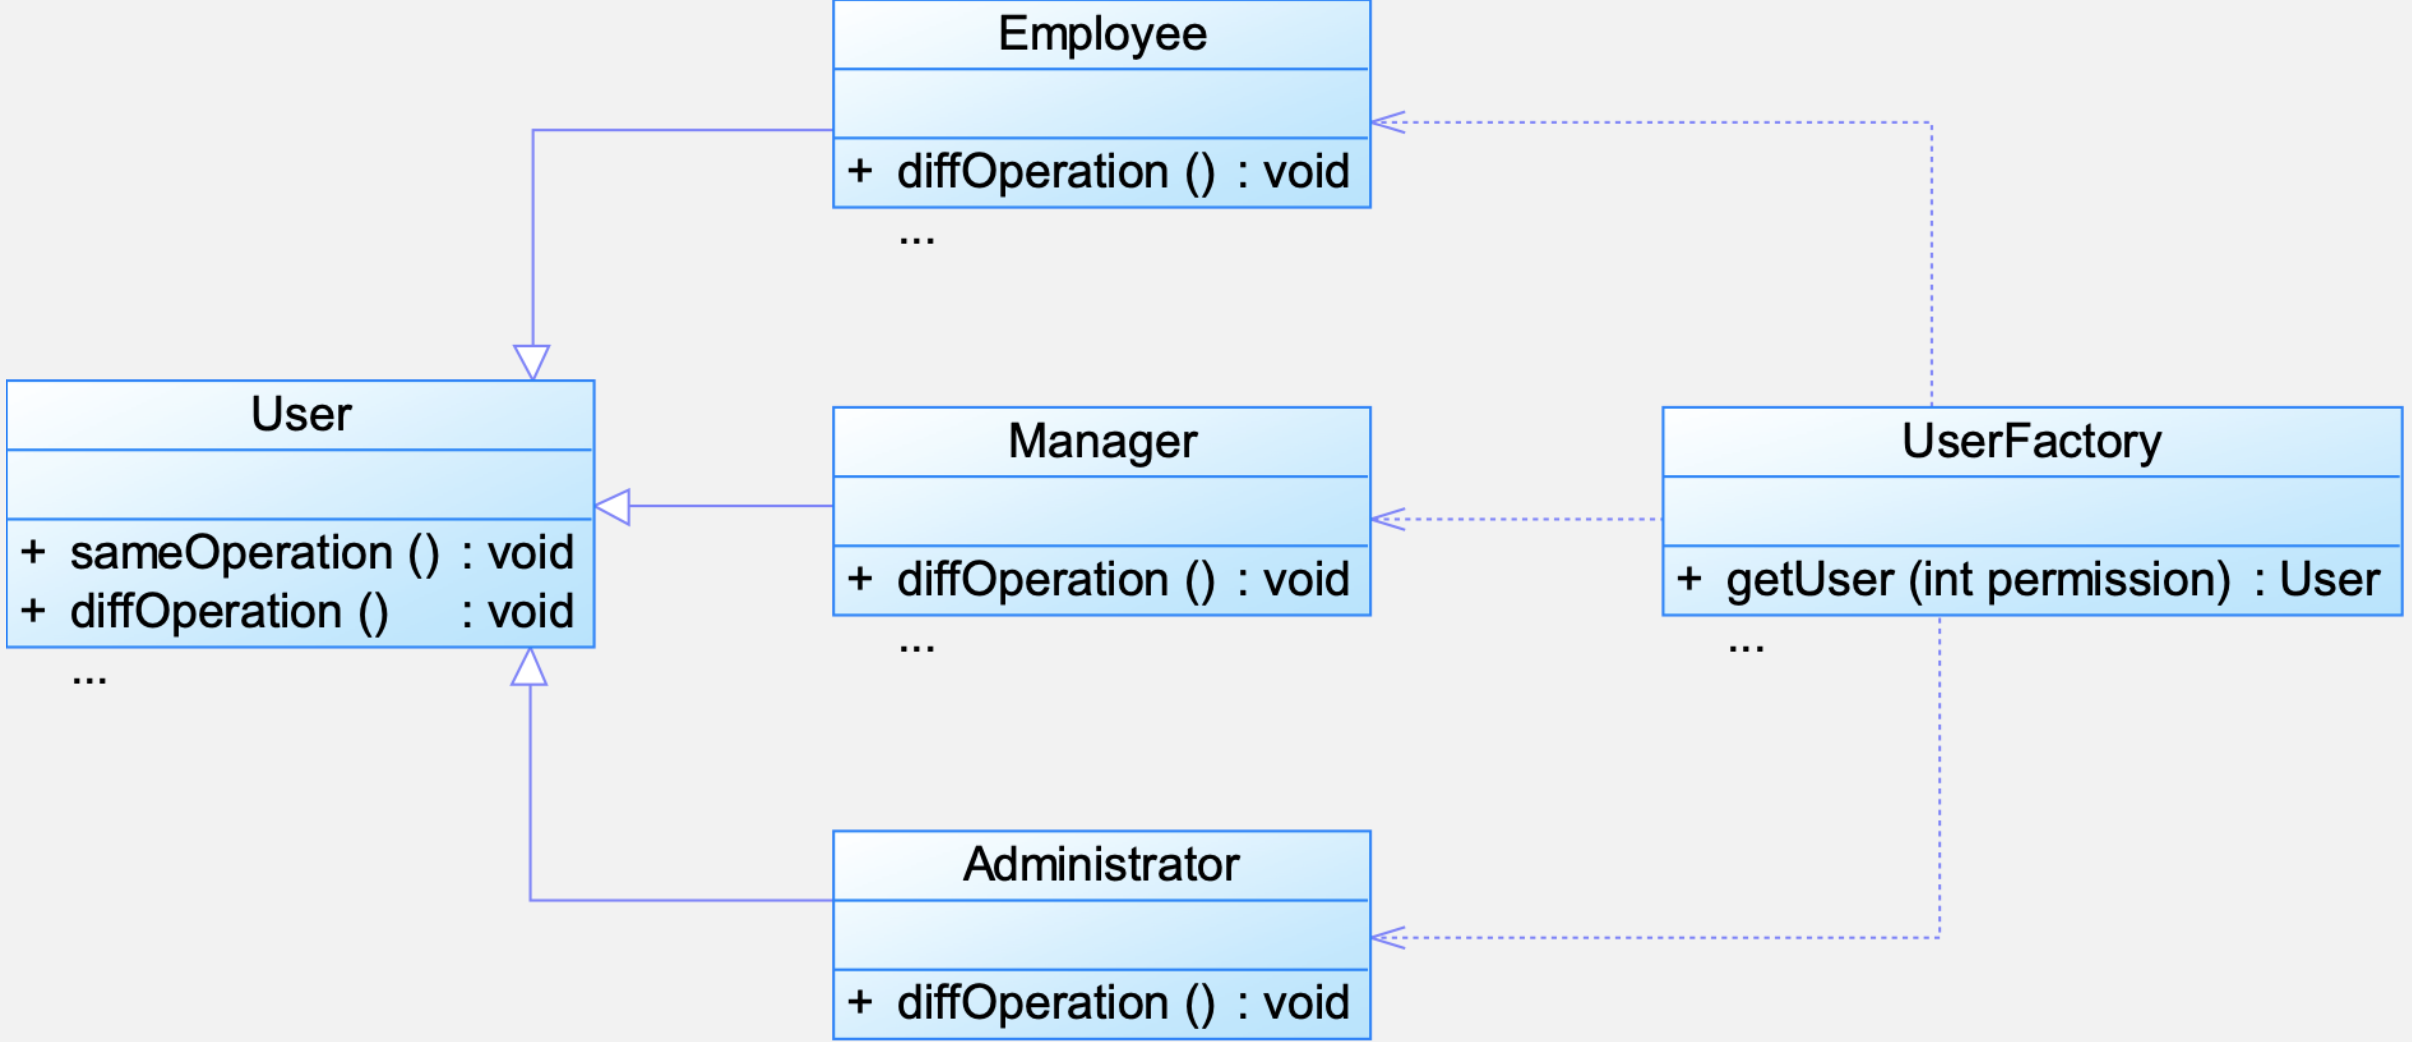 Employee
+ diffOperation () : void
...
User
+ sameOperation () : void
+ diffOperation () : void
...
Manager
+ diffOperation () : void
...
UserFactory
+ getUser (int permission) : User
...
Administrator
+ diffOperation () : void